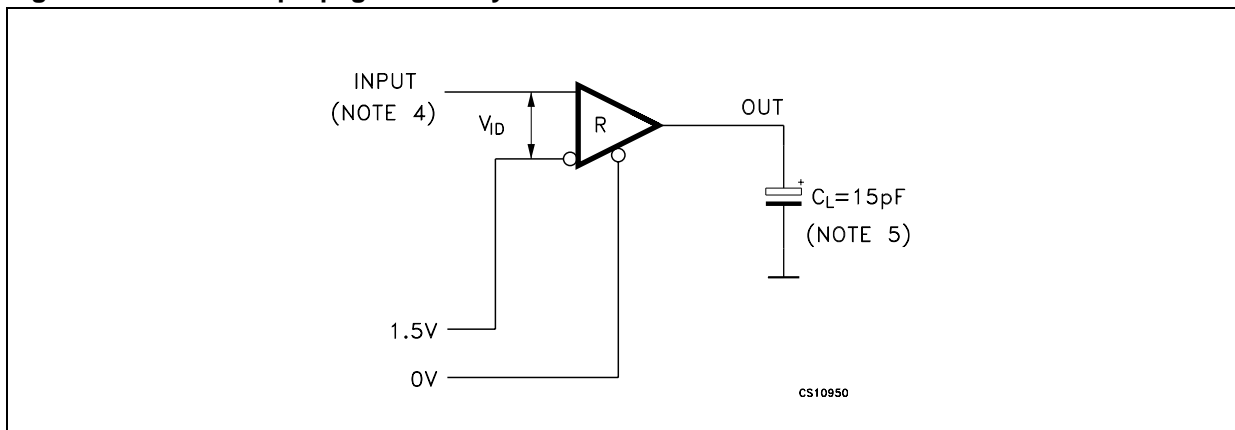 INPUT
(NOTE 4)
V_ID
R
OUT
C_L=15pF
(NOTE 5)
1.5V
0V
CS10950